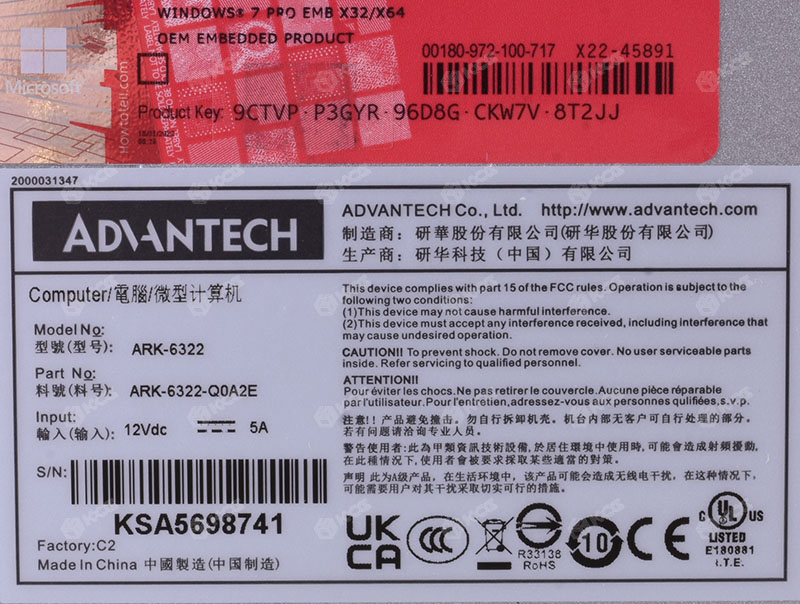 WINDOWS® 7 PRO EMB X32/X64
OEM EMBEDDED PRODUCT
00180-972-100-717 X22-45891
Microsoft
Product Key: 9CTVP-P3GYR-96D8G-CKW7V-8T2JJ
2000031347
ADVANTECH
ADVANTECH Co., Ltd. http://www.advantech.com
制造商：研華股份有限公司(研华股份有限公司)
生产商：研华科技（中国）有限公司
Computer/電腦/微型计算机
Model No:
型號(型号): ARK-6322
Part No:
料號(料号): ARK-6322-Q0A2E
Input:
輸入(输入): 12Vdc 5A
S/N:
KSA5698741
Factory:C2
Made In China 中國製造(中国制造)
This device complies with part 15 of the FCC rules. Operation is subject to the
following two conditions:
(1)This device may not cause harmful interference.
(2)This device must accept any interference received, including interference that
may cause undesired operation.
CAUTION!! To prevent shock. Do not remove cover. No user serviceable parts
inside. Refer servicing to qualified personnel.
ATTENTION!!
Pour éviter les chocs.Ne pas retirer le couvercle.Aucune pièce réparable
par l'utilisateur.Pour l'entretien,adressez-vous aux personnes qulifiées,s.v.p.
注意!! 产品避免撞击。勿自行拆卸机壳。机台内部无客户可自行处理的部分。
若有问题请洽询专业人员。
警告使用者:此為甲類資訊技術設備,於居住環境中使用時,可能會造成射頻擾動,
在此種情況下,使用者會被要求採取某些適當的對策。
声明 此为A级产品，在生活环境中，该产品可能会造成无线电干扰，在这种情况下，
可能需要用户对其干扰采取切实可行的措施。
UK
CA
CCC
R33138
RoHS
10
CE
c UL US
LISTED
E180881
I.T.E.